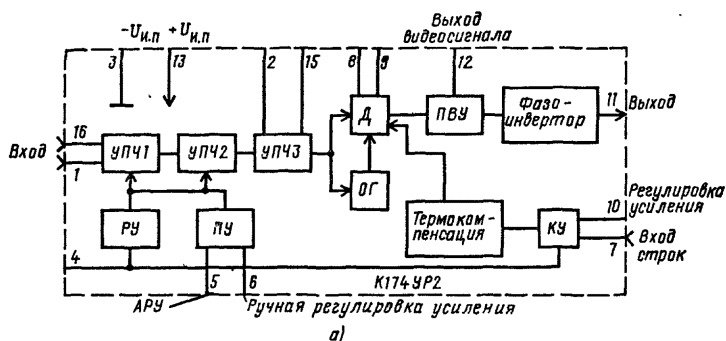 -Uи.п +Uи.п
Выход
видеосигнала
3 13 2 15 8 9 12
16
Вход
1
УПЧ1 УПЧ2 УПЧ3 Д ПВУ Фазо-
инвертор
11 Выход
ОГ
РУ ПУ Термококом-
пенсация КУ
Регулировка
10 усиления
Вход
7 строк
4
5 6 К174УР2
АРУ Ручная регулировка усиления
а)